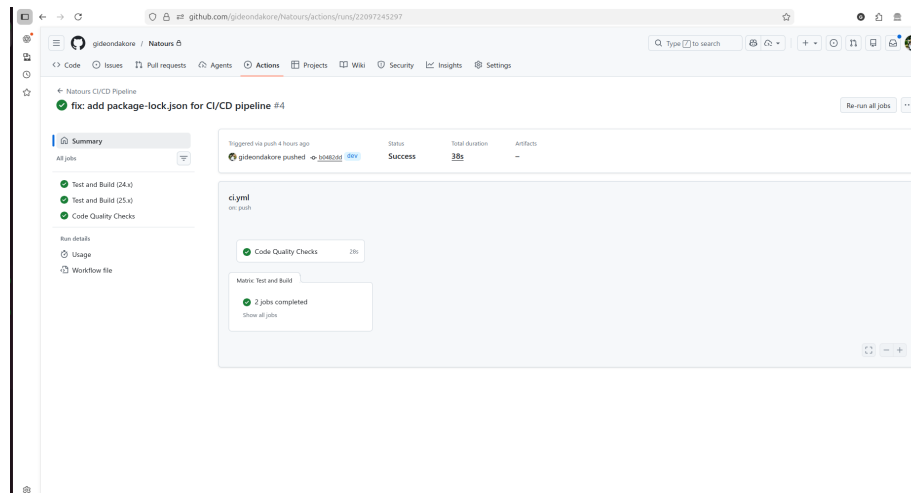 github.com/gideondakore/Natours/actions/runs/22097245297
gideondakore / Natours
Type / to search
Code Issues Pull requests Agents Actions Projects Wiki Security Insights Settings
← Natours CI/CD Pipeline
fix: add package-lock.json for CI/CD pipeline #4
Re-run all jobs
Summary
All jobs
Test and Build (24.x)
Test and Build (25.x)
Code Quality Checks
Run details
Usage
Workflow file
Triggered via push 4 hours ago
gideondakore pushed b0482dd dev
Status
Success
Total duration
38s
Artifacts
–
ci.yml
on: push
Code Quality Checks 28s
Matrix: Test and Build
2 jobs completed
Show all jobs